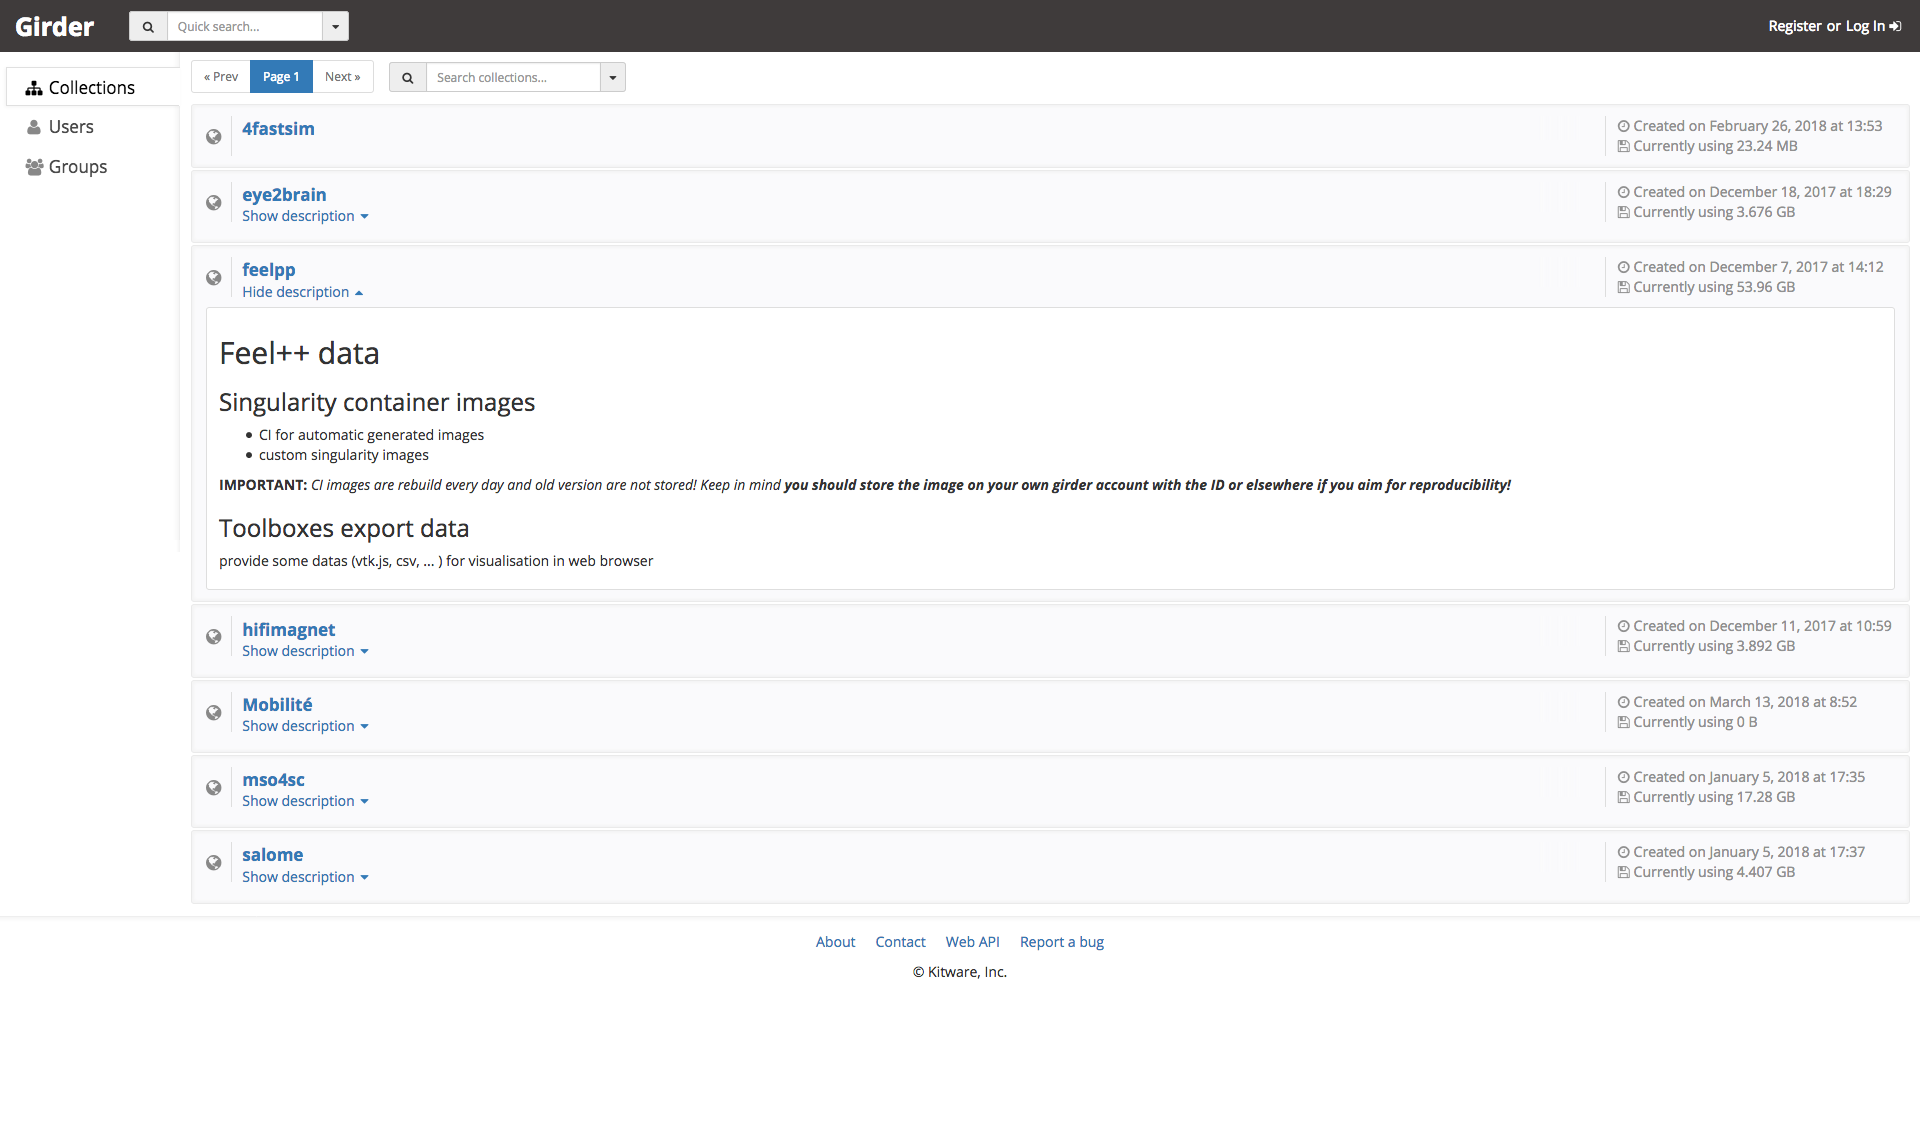 Girder
Quick search...
Register or Log In
Collections
Users
Groups
« Prev
Page 1
Next »
Search collections...
4fastsim
Created on February 26, 2018 at 13:53
Currently using 23.24 MB
eye2brain
Show description
Created on December 18, 2017 at 18:29
Currently using 3.676 GB
feelpp
Hide description
Created on December 7, 2017 at 14:12
Currently using 53.96 GB
Feel++ data
Singularity container images
• CI for automatic generated images
• custom singularity images
IMPORTANT: CI images are rebuild every day and old version are not stored! Keep in mind you should store the image on your own girder account with the ID or elsewhere if you aim for reproducibility!
Toolboxes export data
provide some datas (vtk.js, csv, ... ) for visualisation in web browser
hifimagnet
Show description
Created on December 11, 2017 at 10:59
Currently using 3.892 GB
Mobilité
Show description
Created on March 13, 2018 at 8:52
Currently using 0 B
mso4sc
Show description
Created on January 5, 2018 at 17:35
Currently using 17.28 GB
salome
Show description
Created on January 5, 2018 at 17:37
Currently using 4.407 GB
About
Contact
Web API
Report a bug
© Kitware, Inc.